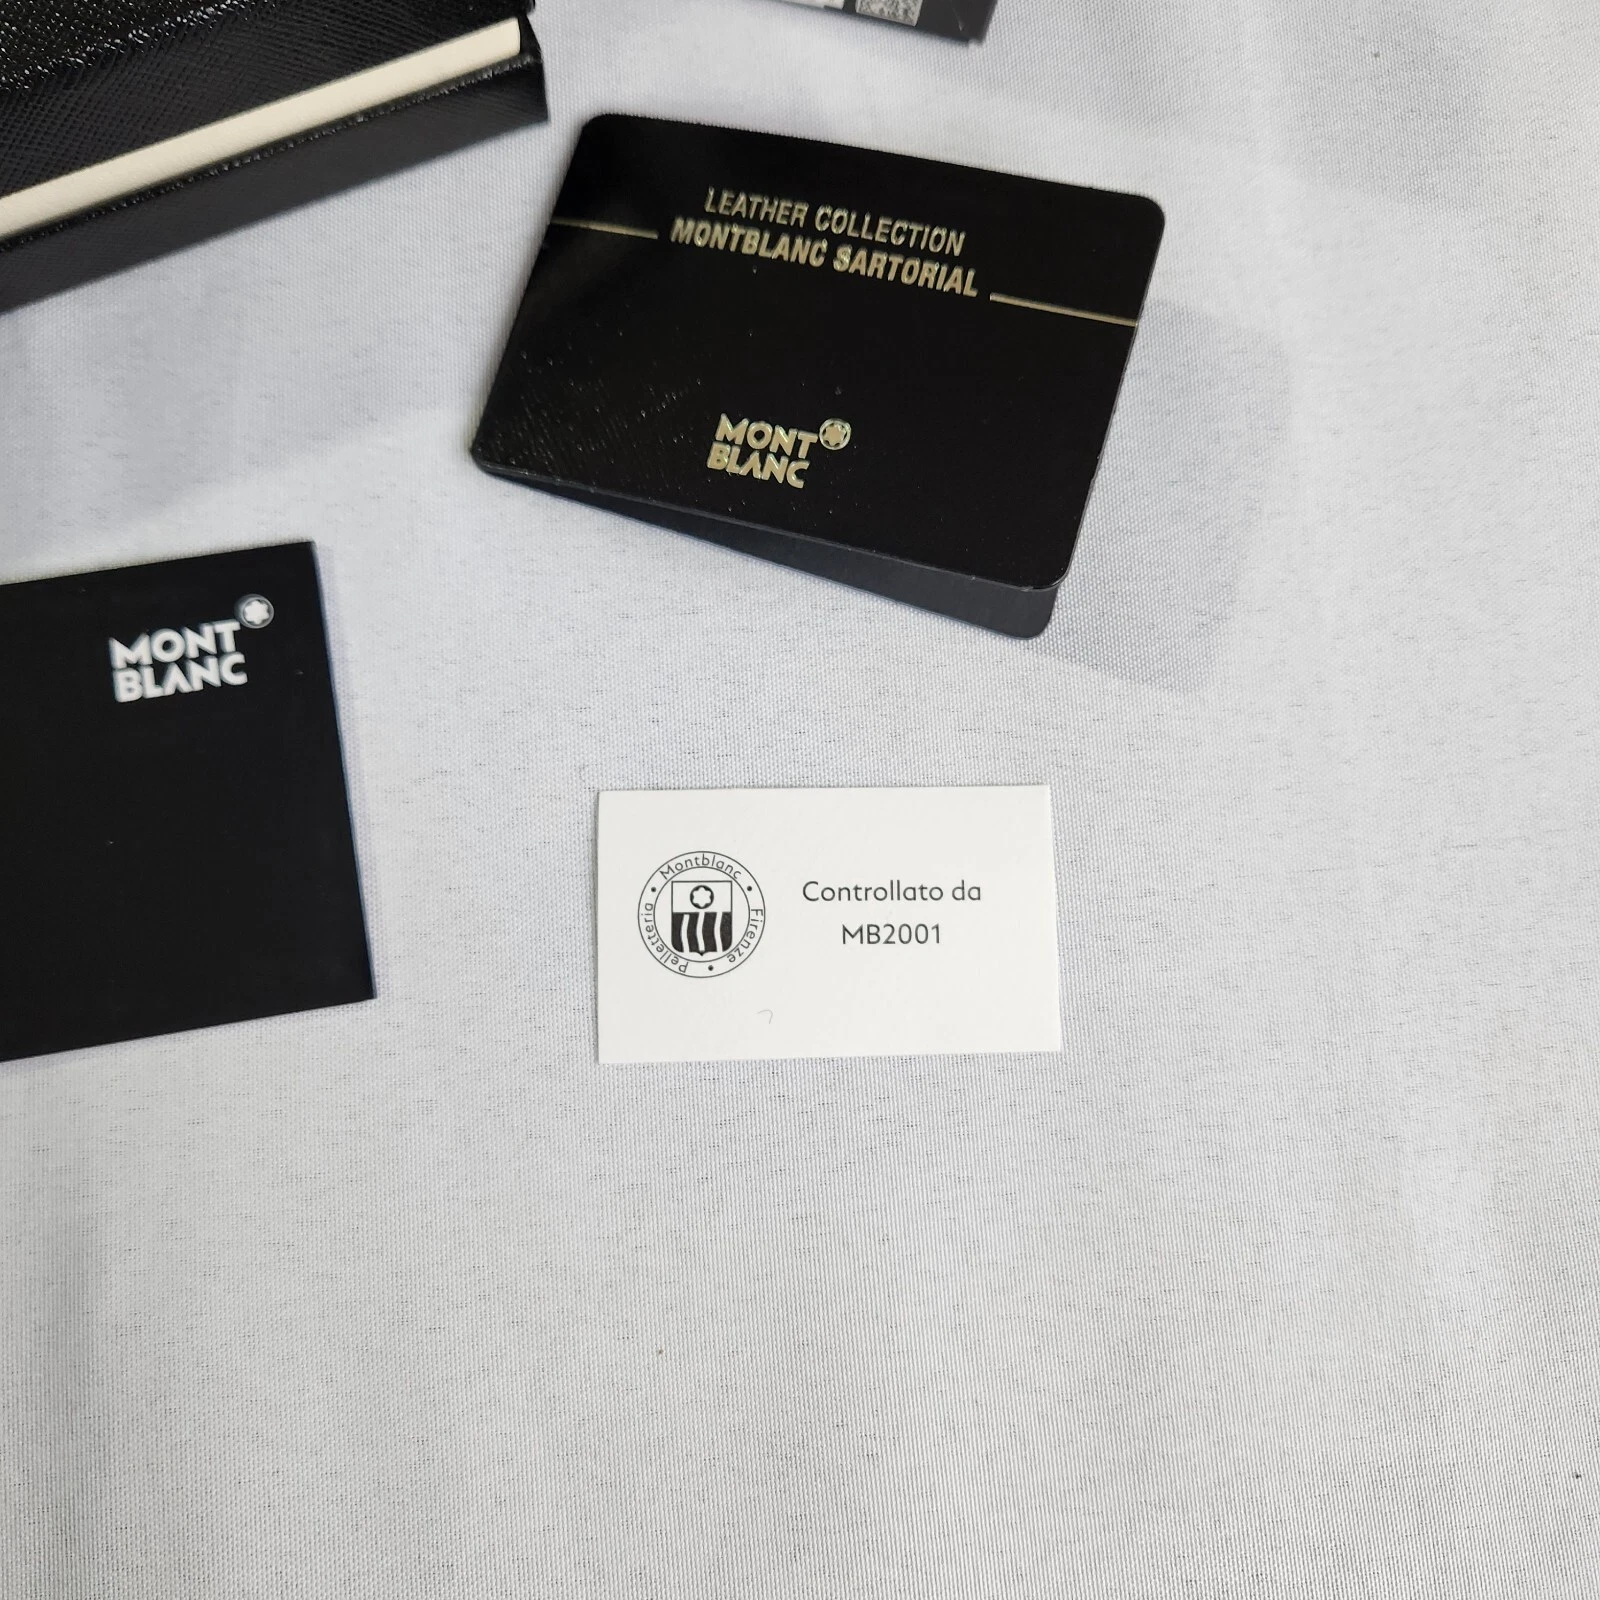 LEATHER COLLECTION
MONTBLANC SARTORIAL
MONT
BLANC
MONT
BLANC
Montblanc • Firenze • Pelletteria •
Controllato da
MB2001